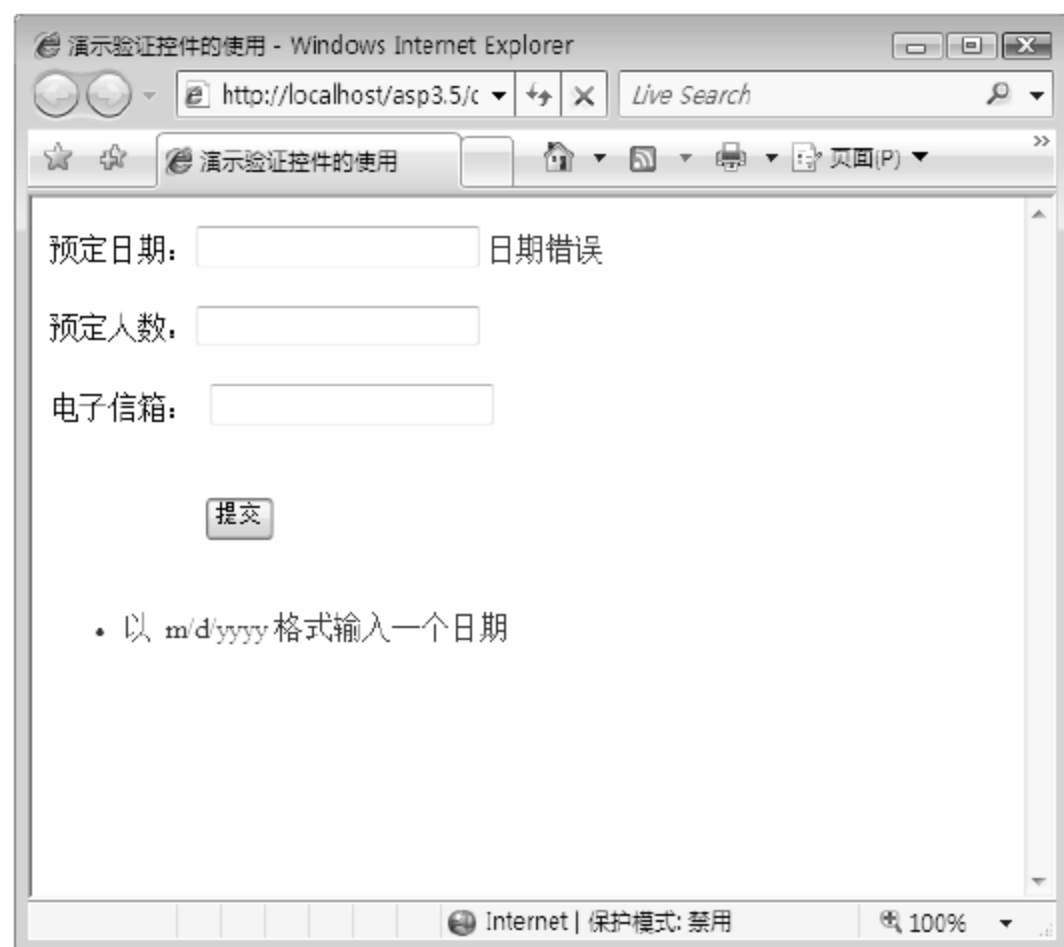 演示验证控件的使用 - Windows Internet Explorer
http://localhost/asp3.5/c
Live Search
演示验证控件的使用
页面(P)
预定日期： 日期错误
预定人数：
电子信箱：
提交
• 以 m/d/yyyy 格式输入一个日期
Internet | 保护模式: 禁用
100%